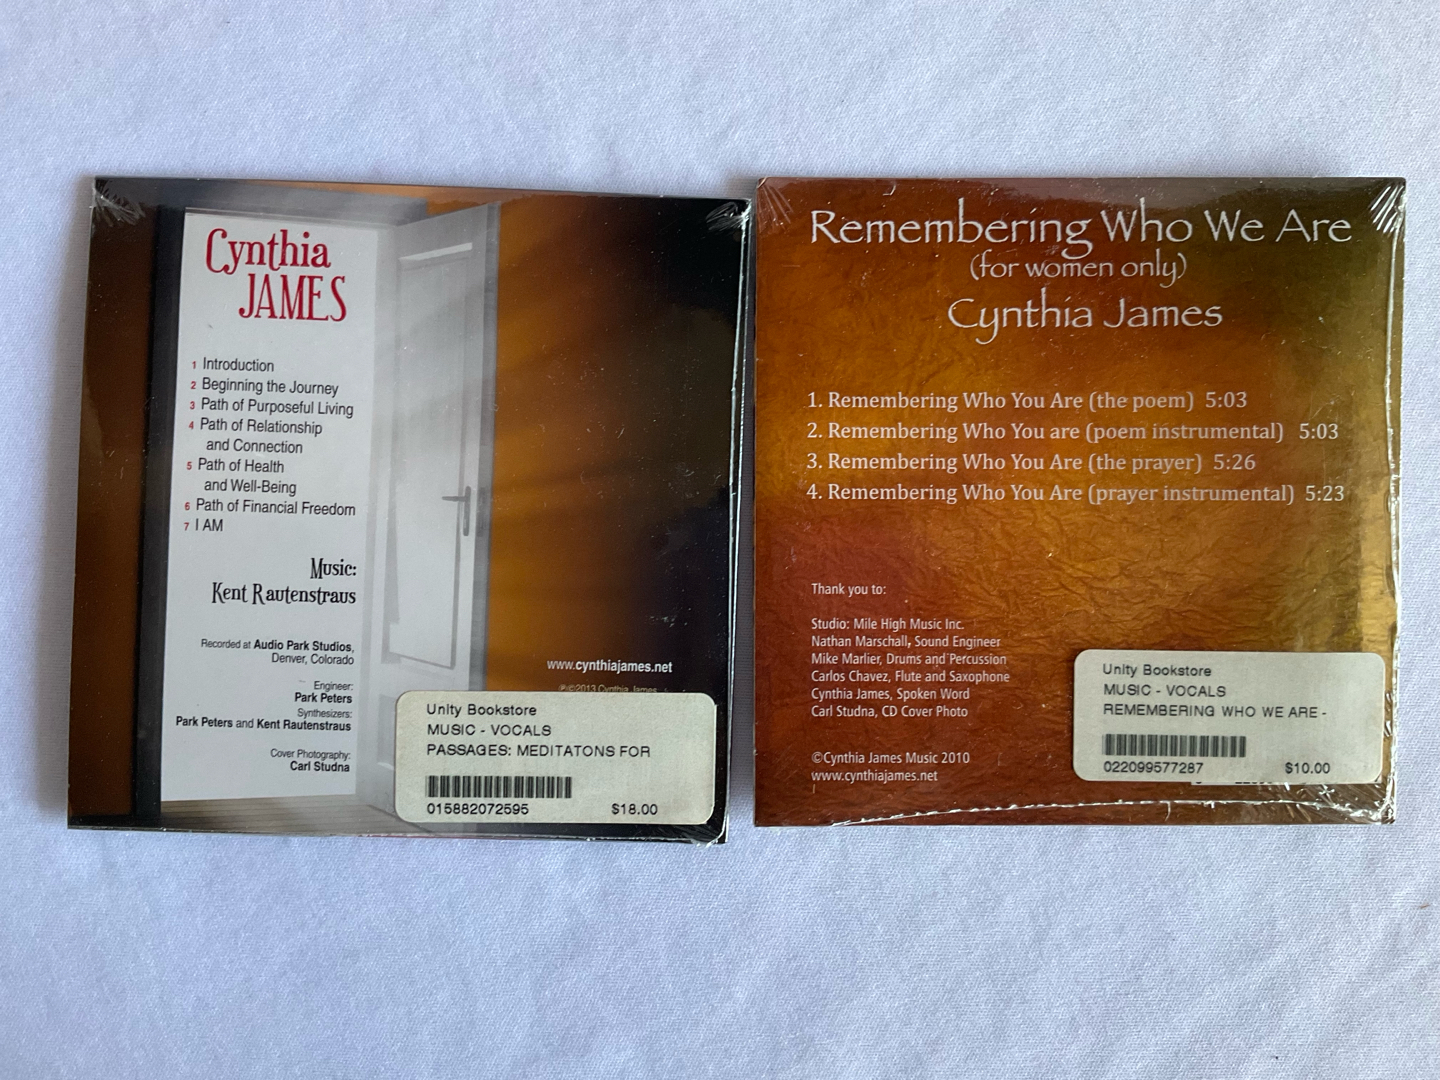 Cynthia
JAMES
1 Introduction
2 Beginning the Journey
3 Path of Purposeful Living
4 Path of Relationship
and Connection
5 Path of Health
and Well-Being
6 Path of Financial Freedom
7 I AM
Music:
Kent Rautenstraus
Recorded at Audio Park Studios,
Denver, Colorado
Engineer:
Park Peters
Synthesizers:
Park Peters and Kent Rautenstraus
Cover Photography:
Carl Studna
www.cynthiajames.net
℗©2013 Cynthia James
Unity Bookstore
MUSIC - VOCALS
PASSAGES: MEDITATONS FOR
015882072595 $18.00
Remembering Who We Are
(for women only)
Cynthia James
1. Remembering Who You Are (the poem) 5:03
2. Remembering Who You are (poem instrumental) 5:03
3. Remembering Who You Are (the prayer) 5:26
4. Remembering Who You Are (prayer instrumental) 5:23
Thank you to:
Studio: Mile High Music Inc.
Nathan Marschall, Sound Engineer
Mike Marlier, Drums and Percussion
Carlos Chavez, Flute and Saxophone
Cynthia James, Spoken Word
Carl Studna, CD Cover Photo
©Cynthia James Music 2010
www.cynthiajames.net
Unity Bookstore
MUSIC - VOCALS
REMEMBERING WHO WE ARE -
022099577287 $10.00